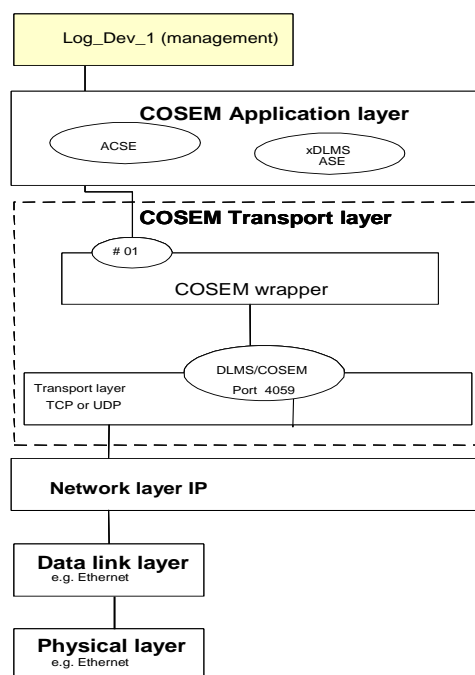 Log_Dev_1 (management)
COSEM Application layer
ACSE
xDLMS
ASE
COSEM Transport layer
# 01
COSEM wrapper
DLMS/COSEM
Port 4059
Transport layer
TCP or UDP
Network layer IP
Data link layer
e.g. Ethernet
Physical layer
e.g. Ethernet